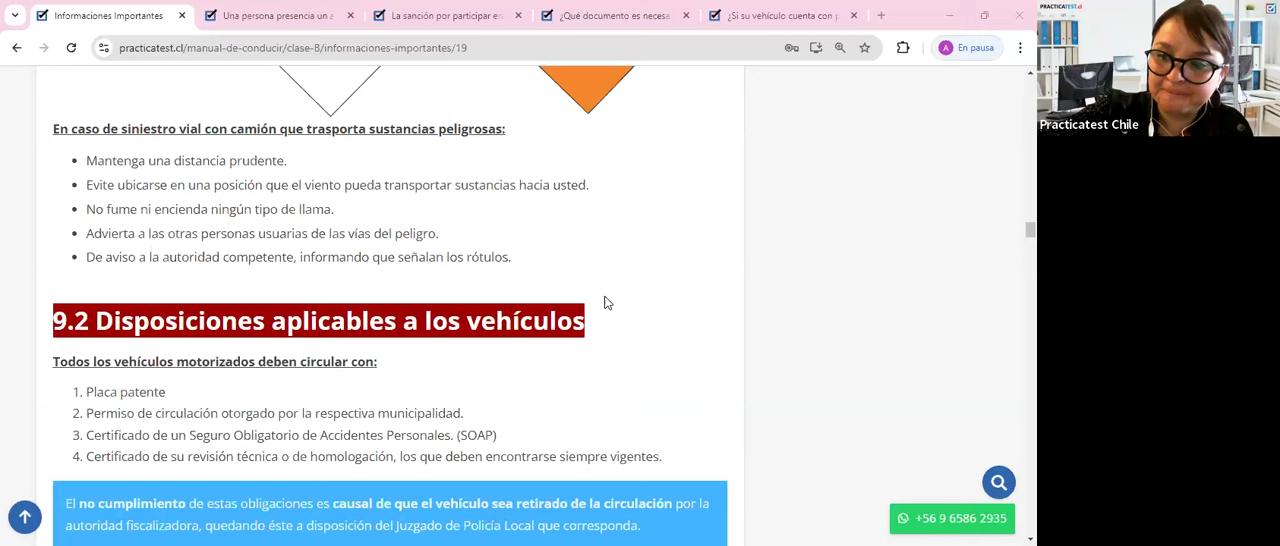 Informaciones Importantes
Una persona presencia un a
La sanción por participar en
¿Qué documento es necesa
¿Si su vehículo cuenta con p
practicatest.cl/manual-de-conducir/clase-B/informaciones-importantes/19
A
En pausa
PRACTICATEST.cl
Practicatest Chile
En caso de siniestro vial con camión que trasporta sustancias peligrosas:
Mantenga una distancia prudente.
Evite ubicarse en una posición que el viento pueda transportar sustancias hacia usted.
No fume ni encienda ningún tipo de llama.
Advierta a las otras personas usuarias de las vías del peligro.
De aviso a la autoridad competente, informando que señalan los rótulos.
9.2 Disposiciones aplicables a los vehículos
Todos los vehículos motorizados deben circular con:
1. Placa patente
2. Permiso de circulación otorgado por la respectiva municipalidad.
3. Certificado de un Seguro Obligatorio de Accidentes Personales. (SOAP)
4. Certificado de su revisión técnica o de homologación, los que deben encontrarse siempre vigentes.
El no cumplimiento de estas obligaciones es causal de que el vehículo sea retirado de la circulación por la
autoridad fiscalizadora, quedando éste a disposición del Juzgado de Policía Local que corresponda.
+56 9 6586 2935